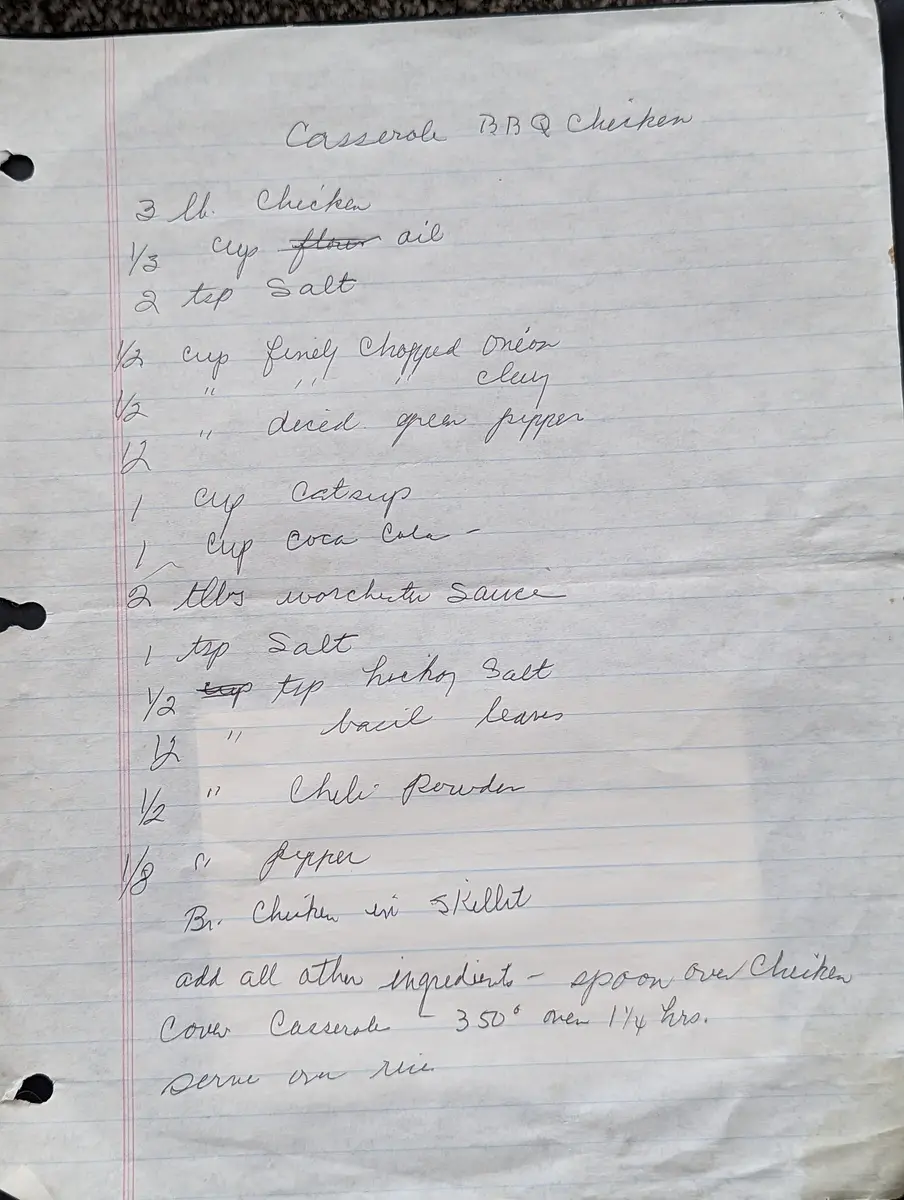 Casserole BBQ Chicken
3 lb. Chicken
1/3 cup flour oil
2 tsp Salt
1/2 cup finely chopped onion
1/2 " " " clery
1/2 " diced green pepper
1 cup Catsup
1 cup Coca Cola -
2 tlbs worchester Sauce
1 tsp Salt
1/2 cup tsp hickory Salt
1/2 " basil leaves
1/2 " Chili Powder
1/8 " pepper
Br. Chicken in Skillet
add all other ingredients - spoon over Chicken
Cover Casserole - 350° oven 1 1/4 hrs.
serve over rice